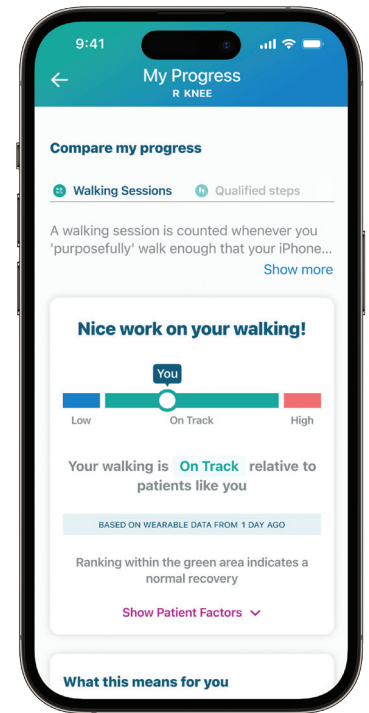 9:41
My Progress
R KNEE
Compare my progress
Walking Sessions Qualified steps
A walking session is counted whenever you
'purposefully' walk enough that your iPhone...
Show more
Nice work on your walking!
You
Low On Track High
Your walking is On Track relative to
patients like you
BASED ON WEARABLE DATA FROM 1 DAY AGO
Ranking within the green area indicates a
normal recovery
Show Patient Factors
What this means for you